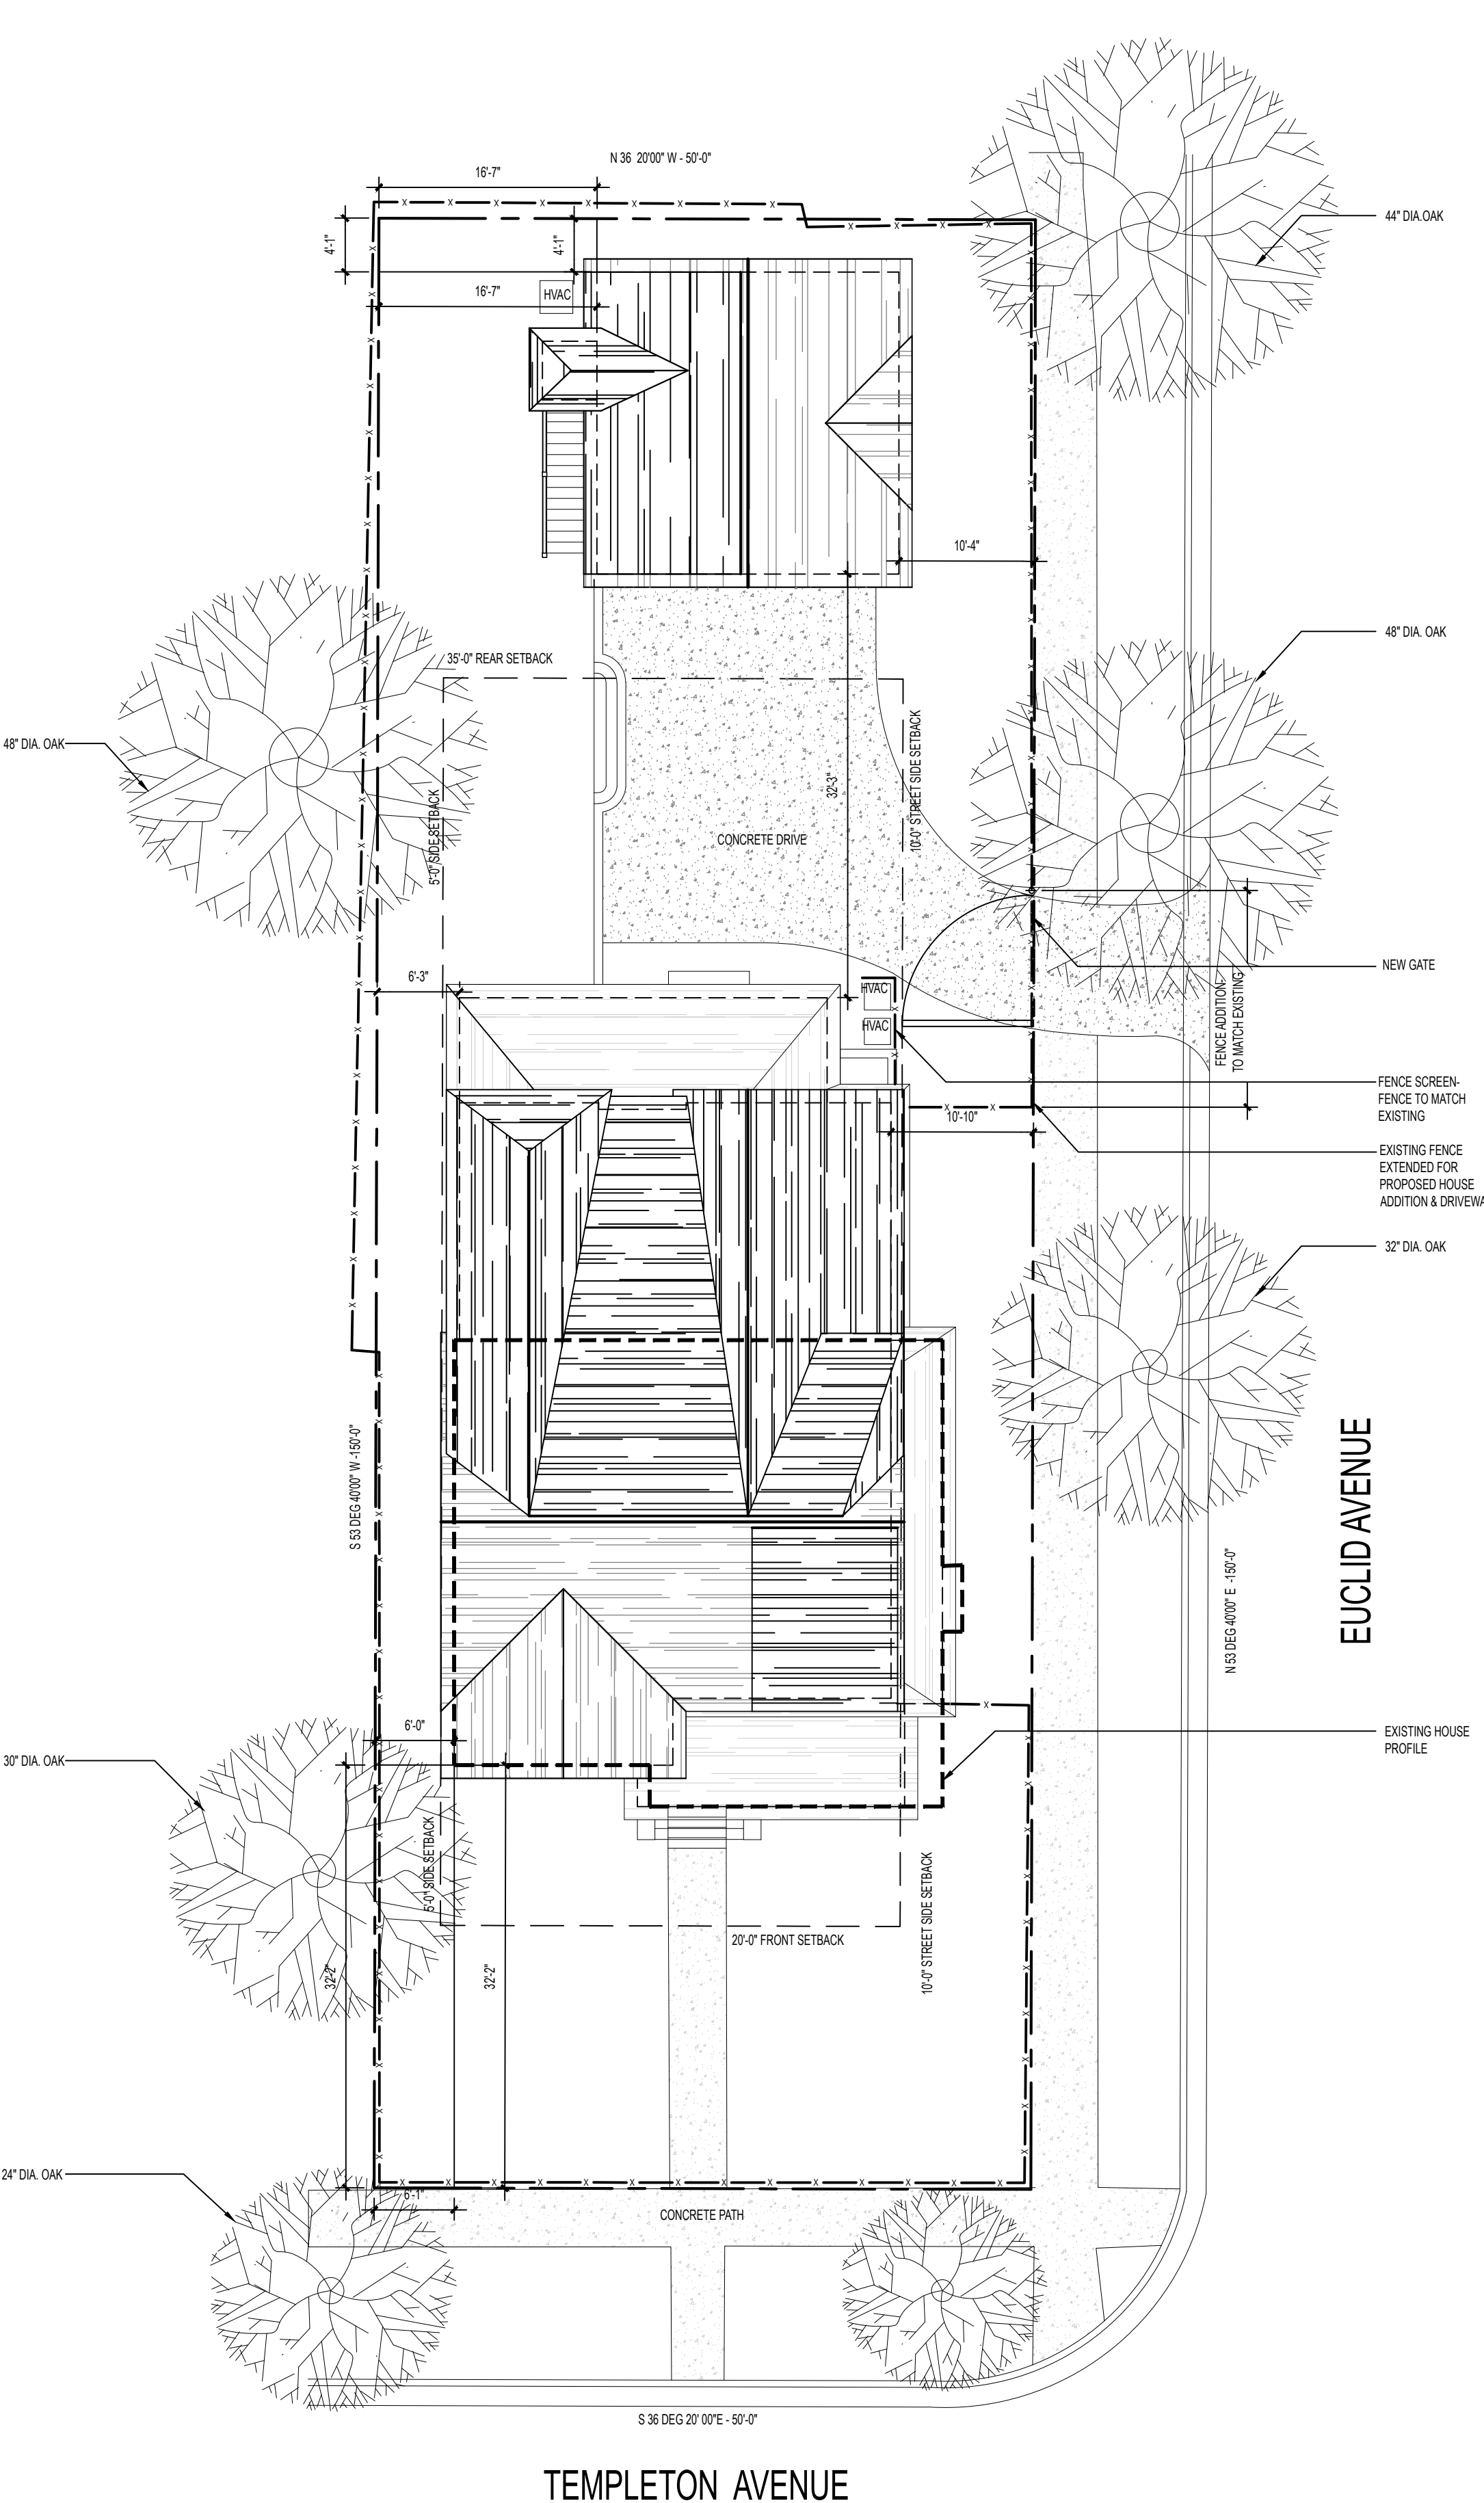 N 36 20'00" W - 50'-0"
16'-7"
44" DIA.OAK
4'-1"
4'-1"
16'-7"
HVAC
10'-4"
48" DIA. OAK
35'-0" REAR SETBACK
48" DIA. OAK
5'-0" SIDE SETBACK
32'-3"
10'-0" STREET SIDE SETBACK
CONCRETE DRIVE
NEW GATE
6'-3"
HVAC
HVAC
FENCE ADDITION-
TO MATCH EXISTING
FENCE SCREEN-
FENCE TO MATCH
EXISTING
10'-10"
EXISTING FENCE
EXTENDED FOR
PROPOSED HOUSE
ADDITION & DRIVEWA
32" DIA. OAK
S 53 DEG 40'00" W -150'-0"
EUCLID AVENUE
N 53 DEG 40'00" E -150'-0"
6'-0"
EXISTING HOUSE
PROFILE
30" DIA. OAK
5'-0" SIDE SETBACK
10'-0" STREET SIDE SETBACK
20'-0" FRONT SETBACK
32'-2"
32'-2"
24" DIA. OAK
6'-1"
CONCRETE PATH
S 36 DEG 20' 00"E - 50'-0"
TEMPLETON AVENUE